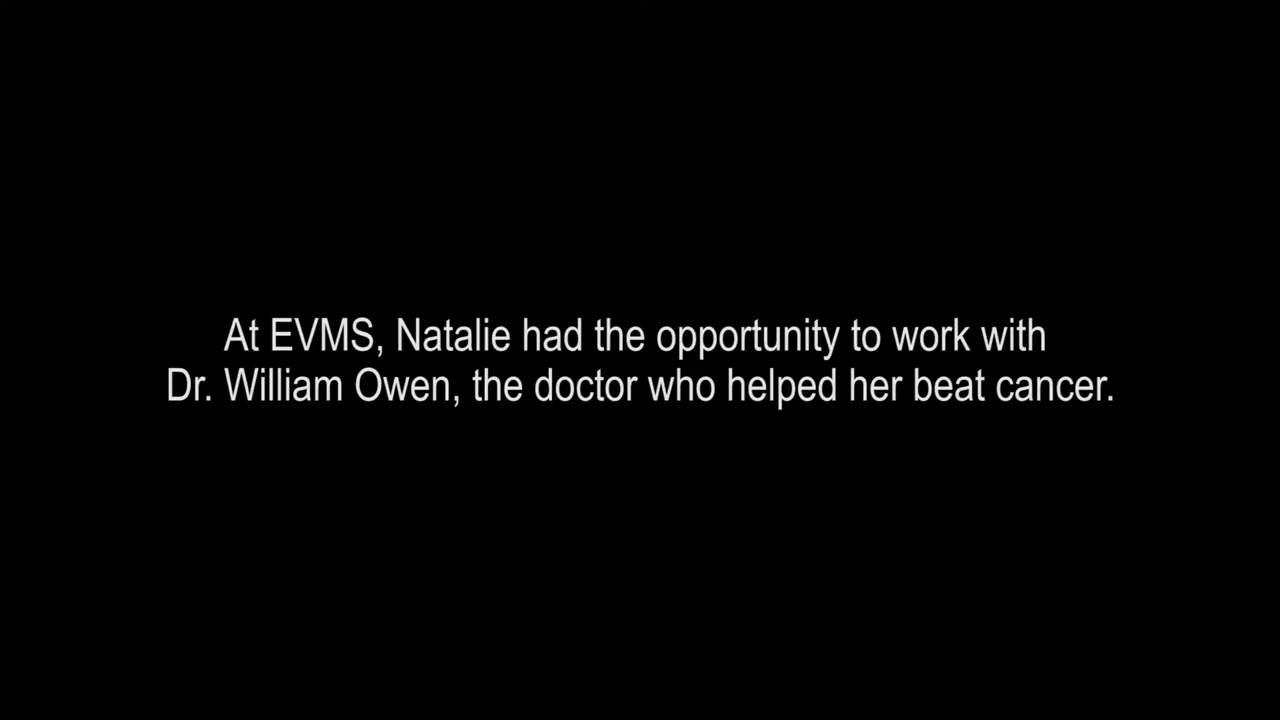 At EVMS, Natalie had the opportunity to work with
Dr. William Owen, the doctor who helped her beat cancer.